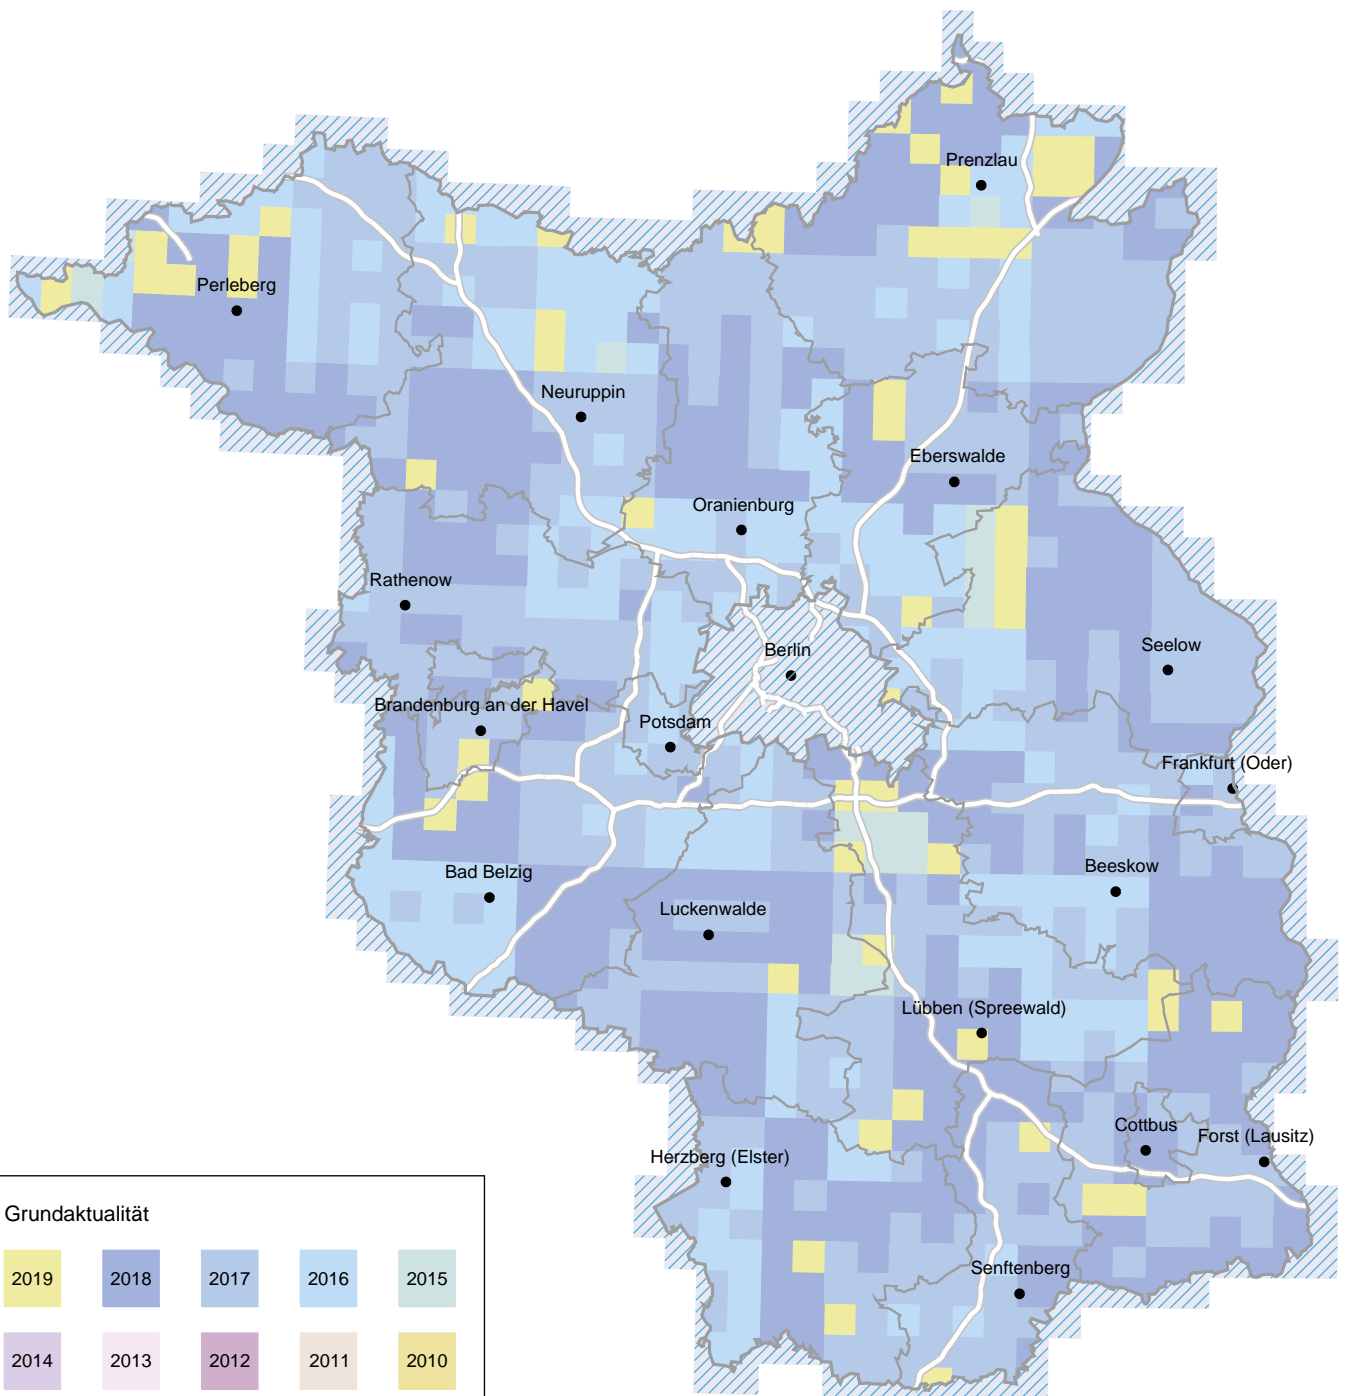 Prenzlau
Perleberg
Neuruppin
Eberswalde
Oranienburg
Rathenow
Berlin
Seelow
Brandenburg an der Havel
Potsdam
Frankfurt (Oder)
Bad Belzig
Beeskow
Luckenwalde
Lübben (Spreewald)
Cottbus
Forst (Lausitz)
Herzberg (Elster)
Senftenberg
Grundaktualität
2019 2018 2017 2016 2015
2014 2013 2012 2011 2010